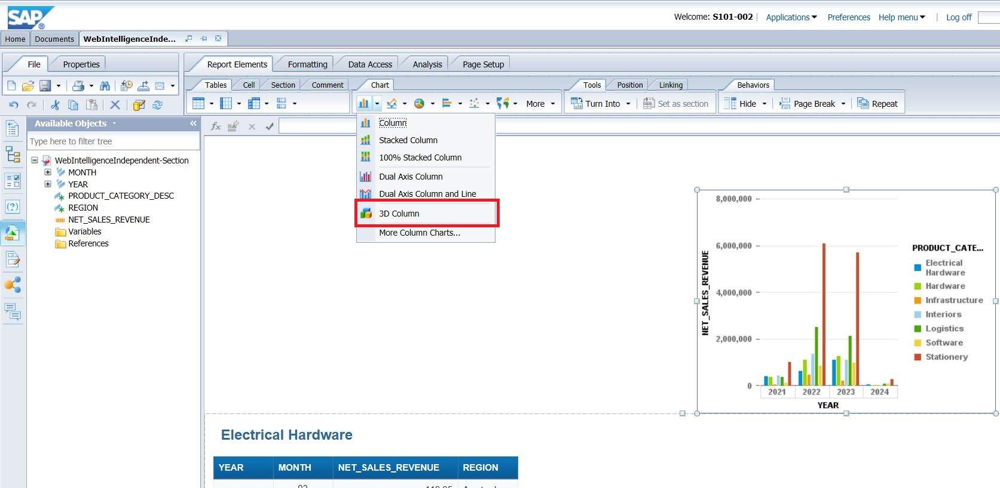 SAP ®
Welcome: S101-002 | Applications Preferences Help menu | Log off
Home Documents WebIntelligenceInde...
File Properties Report Elements Formatting Data Access Analysis Page Setup
Tables Cell Section Comment Chart Tools Position Linking Behaviors
More Turn Into Set as section Hide Page Break Repeat
Available Objects
Type here to filter tree
WebIntelligenceIndependent-Section
MONTH
YEAR
PRODUCT_CATEGORY_DESC
REGION
NET_SALES_REVENUE
Variables
References
fx
Column
Stacked Column
100% Stacked Column
Dual Axis Column
Dual Axis Column and Line
3D Column
More Column Charts...
8,000,000
6,000,000
4,000,000
2,000,000
0
NET_SALES_REVENUE
2021 2022 2023 2024
YEAR
PRODUCT_CATE...
Electrical
Hardware
Hardware
Infrastructure
Interiors
Logistics
Software
Stationery
Electrical Hardware
YEAR MONTH NET_SALES_REVENUE REGION